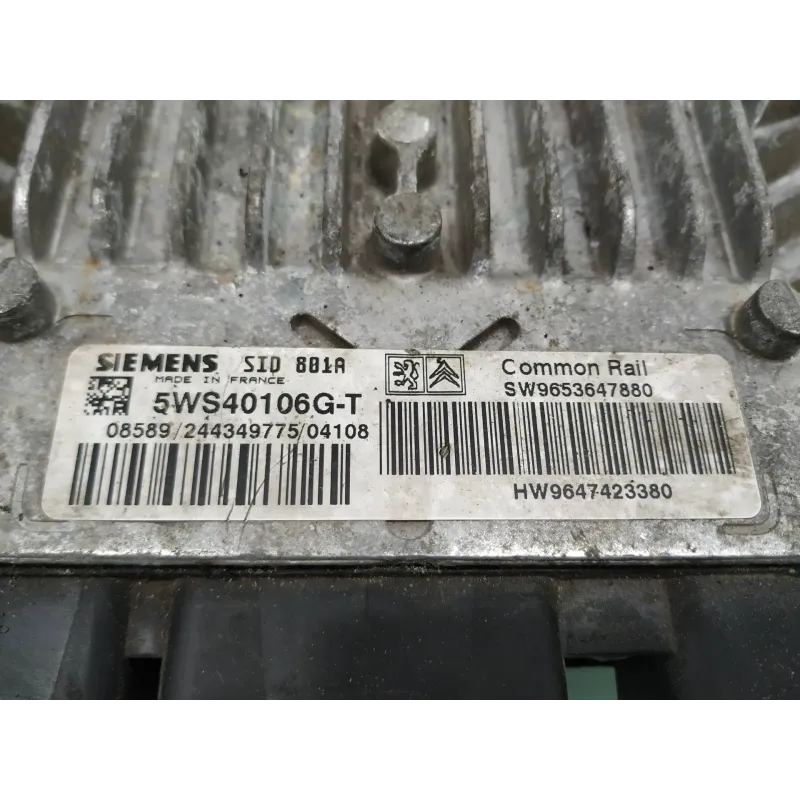 SIEMENS SID 801A
MADE IN FRANCE
5WS40106G-T
08589/244349775/04108
Common Rail
SW9653647880
HW9647423380